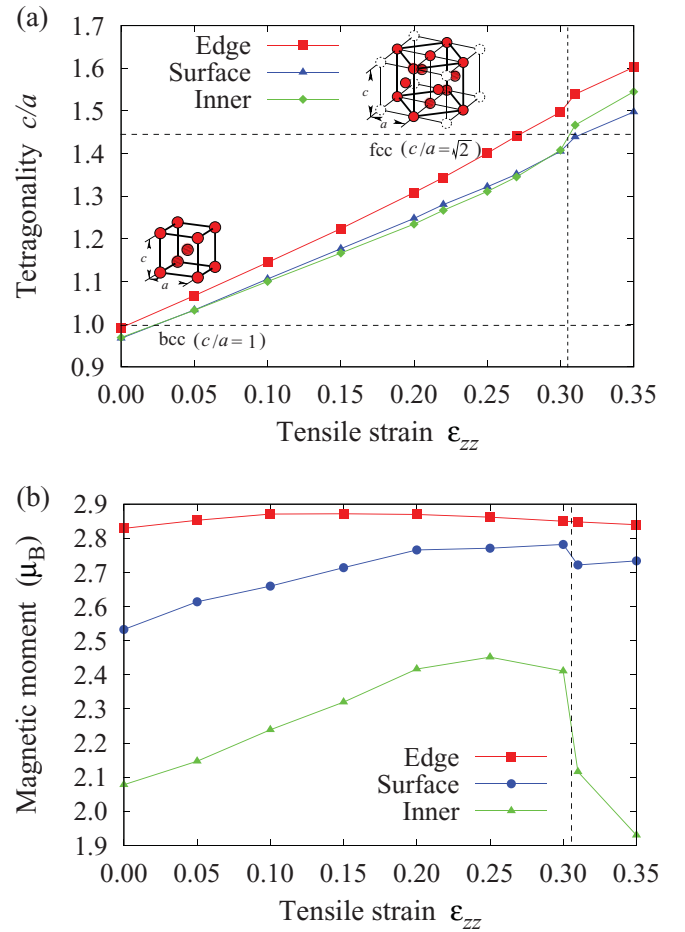 (a)
1.7
1.6
1.5
1.4
1.3
1.2
1.1
1.0
0.9
Tetragonality c/a
Edge
Surface
Inner
c
a
fcc (c/a=√2)
c
a
bcc (c/a=1)
0.00 0.05 0.10 0.15 0.20 0.25 0.30 0.35
Tensile strain εzz
(b)
2.9
2.8
2.7
2.6
2.5
2.4
2.3
2.2
2.1
2.0
1.9
Magnetic moment (μB)
Edge
Surface
Inner
0.00 0.05 0.10 0.15 0.20 0.25 0.30 0.35
Tensile strain εzz